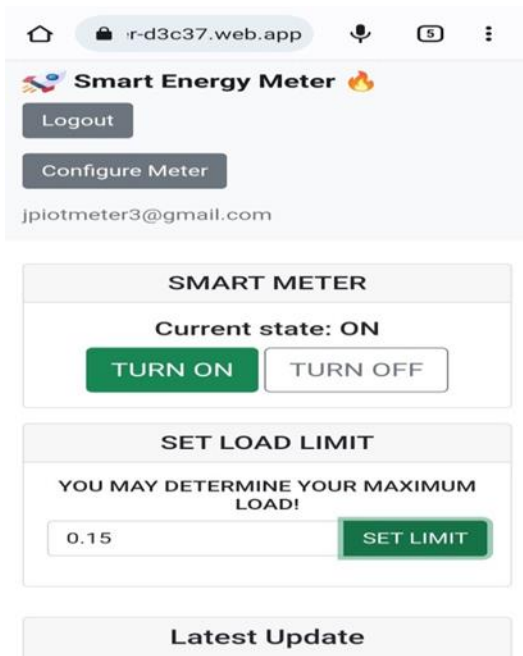 r-d3c37.web.app 5
Smart Energy Meter
Logout
Configure Meter
jpiotmeter3@gmail.com
SMART METER
Current state: ON
TURN ON TURN OFF
SET LOAD LIMIT
YOU MAY DETERMINE YOUR MAXIMUM
LOAD!
0.15 SET LIMIT
Latest Update